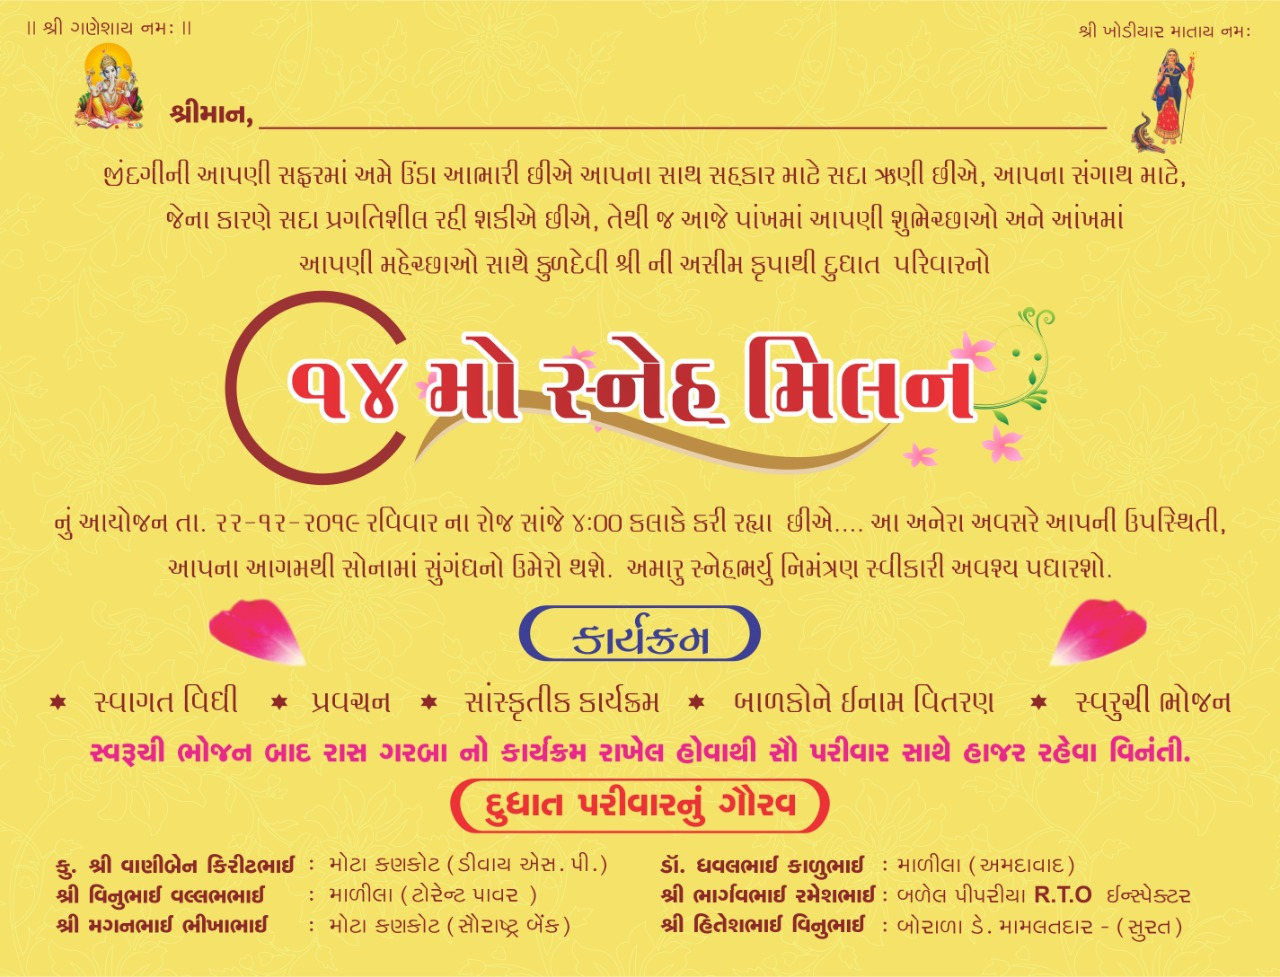 ॥ શ્રી ગણેશાય નમઃ ॥
શ્રી ખોડીયાર માતાય નમઃ
શ્રીમાન,
જીંદગીની આપણી સફરમાં અમે ઉંડા આભારી છીએ આપના સાથ સહકાર માટે સદા ઋણી છીએ, આપના સંગાથ માટે,
જેના કારણે સદા પ્રગતિશીલ રહી શકીએ છીએ, તેથી જ આજે પાંખમાં આપણી શુભેચ્છાઓ અને આંખમાં
આપણી મહેચ્છાઓ સાથે કુળદેવી શ્રી ની અસીમ કૃપાથી દુધાત પરિવારનો
૧૪ મો સ્નેહ મિલન
નું આયોજન તા. ૨૨-૧૨-૨૦૧૯ રવિવાર ના રોજ સાંજે ૪:૦૦ કલાકે કરી રહ્યા છીએ.... આ અનેરા અવસરે આપની ઉપસ્થિતી,
આપના આગમથી સોનામાં સુંગંધનો ઉમેરો થશે. અમારુ સ્નેહભર્યુ નિમંત્રણ સ્વીકારી અવશ્ય પધારશો.
કાર્યક્રમ
★ સ્વાગત વિધી ★ પ્રવચન ★ સાંસ્કૃતીક કાર્યક્રમ ★ બાળકોને ઈનામ વિતરણ ★ સ્વરુચી ભોજન
સ્વરૂચી ભોજન બાદ રાસ ગરબા નો કાર્યક્રમ રાખેલ હોવાથી સૌ પરીવાર સાથે હાજર રહેવા વિનંતી.
દુધાત પરીવારનું ગૌરવ
કુ. શ્રી વાણીબેન કિરીટભાઈ : મોટા કણકોટ (ડીવાય એસ. પી.)
શ્રી વિનુભાઈ વલ્લભભાઈ : માળીલા (ટોરેન્ટ પાવર )
શ્રી મગનભાઈ ભીખાભાઈ : મોટા કણકોટ (સૌરાષ્ટ્ર બેંક)
ડૉ. ધવલભાઈ કાળુભાઈ : માળીલા (અમદાવાદ)
શ્રી ભાર્ગવભાઈ રમેશભાઈ : બળેલ પીપરીયા R.T.O ઈન્સ્પેક્ટર
શ્રી હિતેશભાઈ વિનુભાઈ : બોરાળા ડે. મામલતદાર - (સુરત)